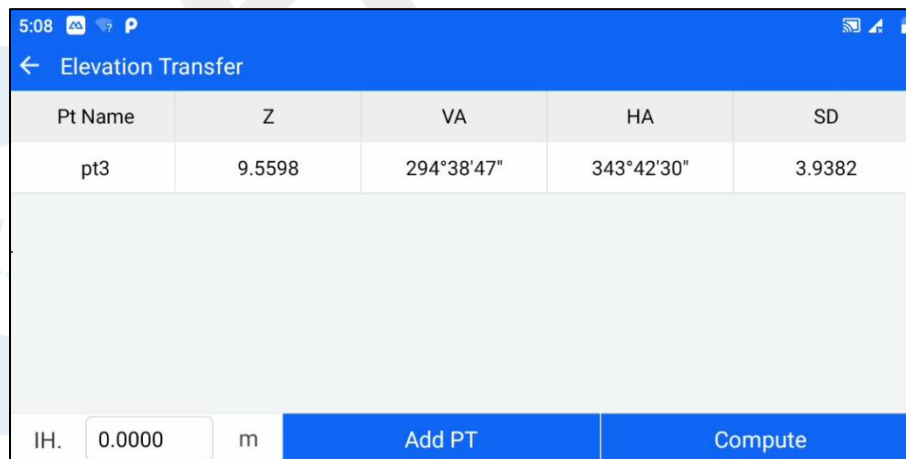 5:08 ? P
Elevation Transfer
Pt Name Z VA HA SD
pt3 9.5598 294°38'47" 343°42'30" 3.9382
IH. 0.0000 m Add PT Compute